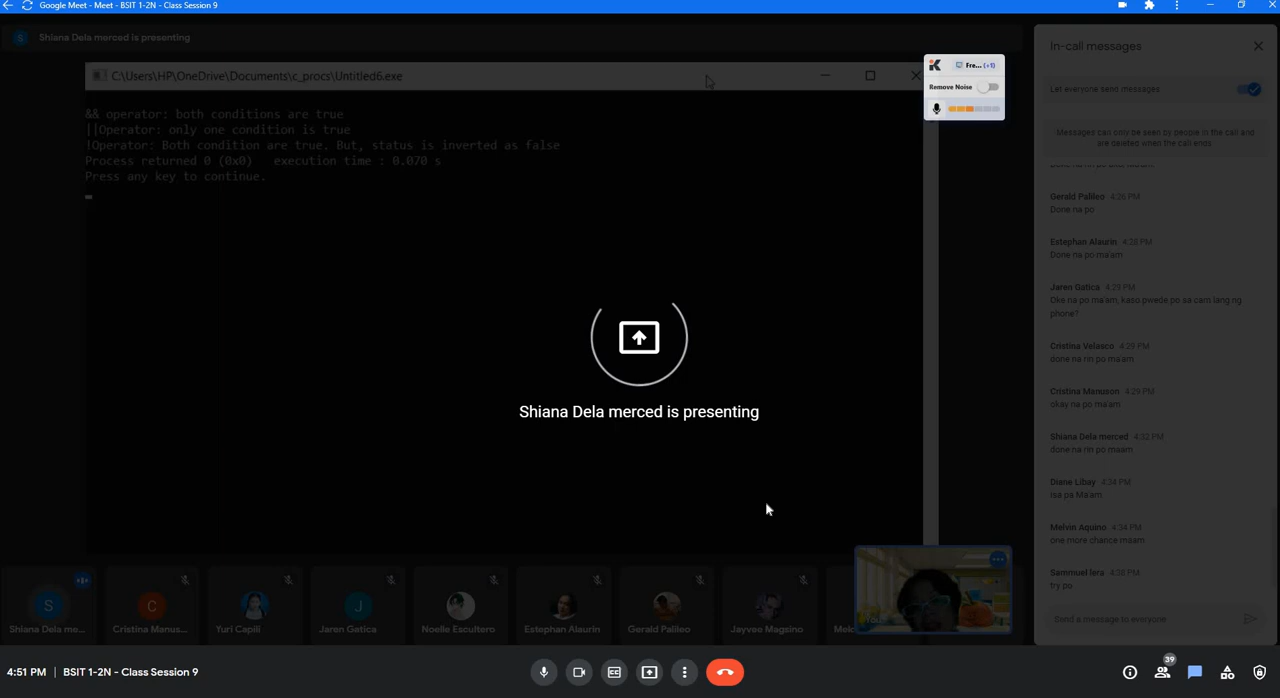 Google Meet - Meet - BSIT 1-2N - Class Session 9
S
Shiana Dela merced is presenting
C:\Users\HP\OneDrive\Documents\c_procs\Untitled6.exe
&& operator: both conditions are true
||Operator: only one condition is true
!Operator: Both condition are true. But, status is inverted as false
Process returned 0 (0x0)   execution time : 0.070 s
Press any key to continue.
Fre... (+1)
Remove Noise
Shiana Dela merced is presenting
In-call messages
Let everyone send messages
Messages can only be seen by people in the call and
are deleted when the call ends
Gerald Palileo 4:26 PM
Done na po
Estephan Alaurin 4:28 PM
Done na po ma'am
Jaren Gatica 4:29 PM
Oke na po ma'am, kaso pwede po sa cam lang ng
phone?
Cristina Velasco 4:29 PM
done na rin po ma'am
Cristina Manuson 4:29 PM
okay na po ma'am
Shiana Dela merced 4:32 PM
done na rin po maam
Diane Libay 4:34 PM
isa pa Ma'am
Melvin Aquino 4:34 PM
one more chance maam
Sammuel Iera 4:38 PM
try po
Send a message to everyone
S
Shiana Dela me...
C
Cristina Manus...
Yuri Capili
J
Jaren Gatica
Noelle Escultero
Estephan Alaurin
Gerald Palileo
Jayvee Magsino
4:51 PM | BSIT 1-2N - Class Session 9
39